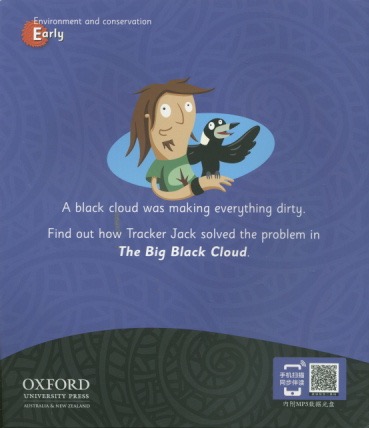 Environment and conservation
Early
A black cloud was making everything dirty.
Find out how Tracker Jack solved the problem in
The Big Black Cloud.
OXFORD
UNIVERSITY PRESS
AUSTRALIA & NEW ZEALAND
手机扫描
同步伴读
内附MP3数据光盘